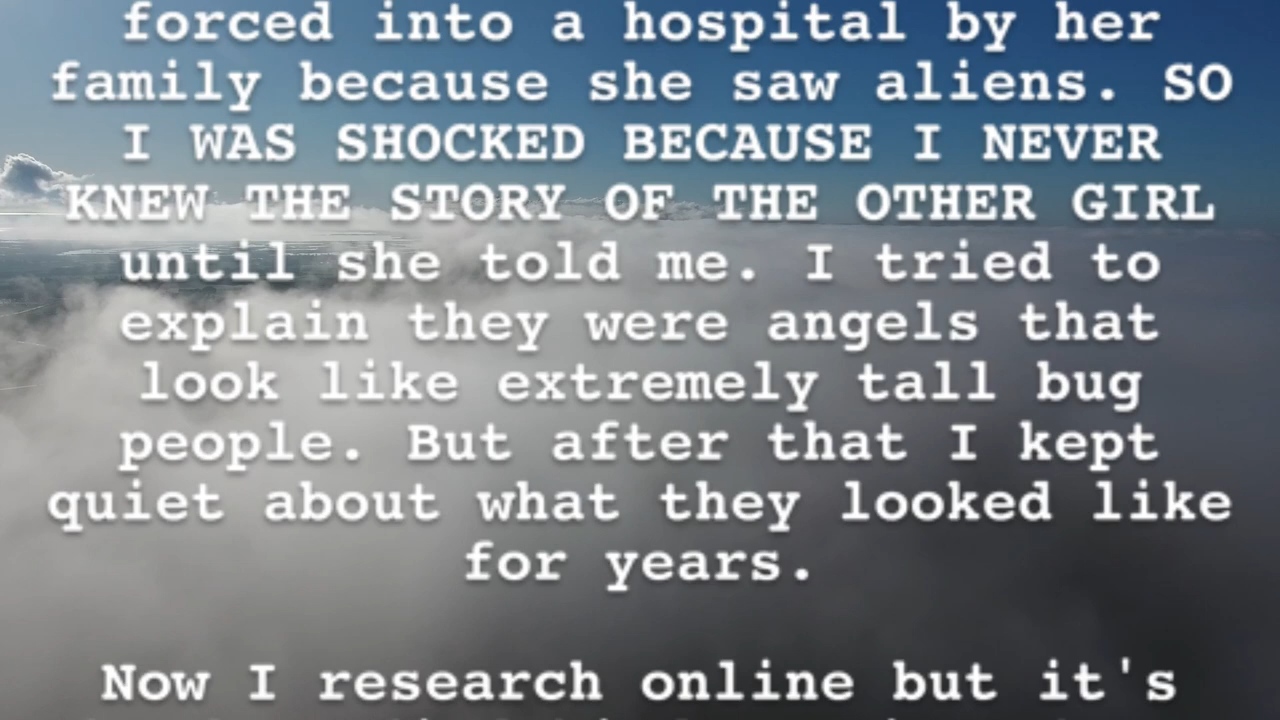 forced into a hospital by her
family because she saw aliens. SO
I WAS SHOCKED BECAUSE I NEVER
KNEW THE STORY OF THE OTHER GIRL
until she told me. I tried to
explain they were angels that
look like extremely tall bug
people. But after that I kept
quiet about what they looked like
for years.
Now I research online but it's